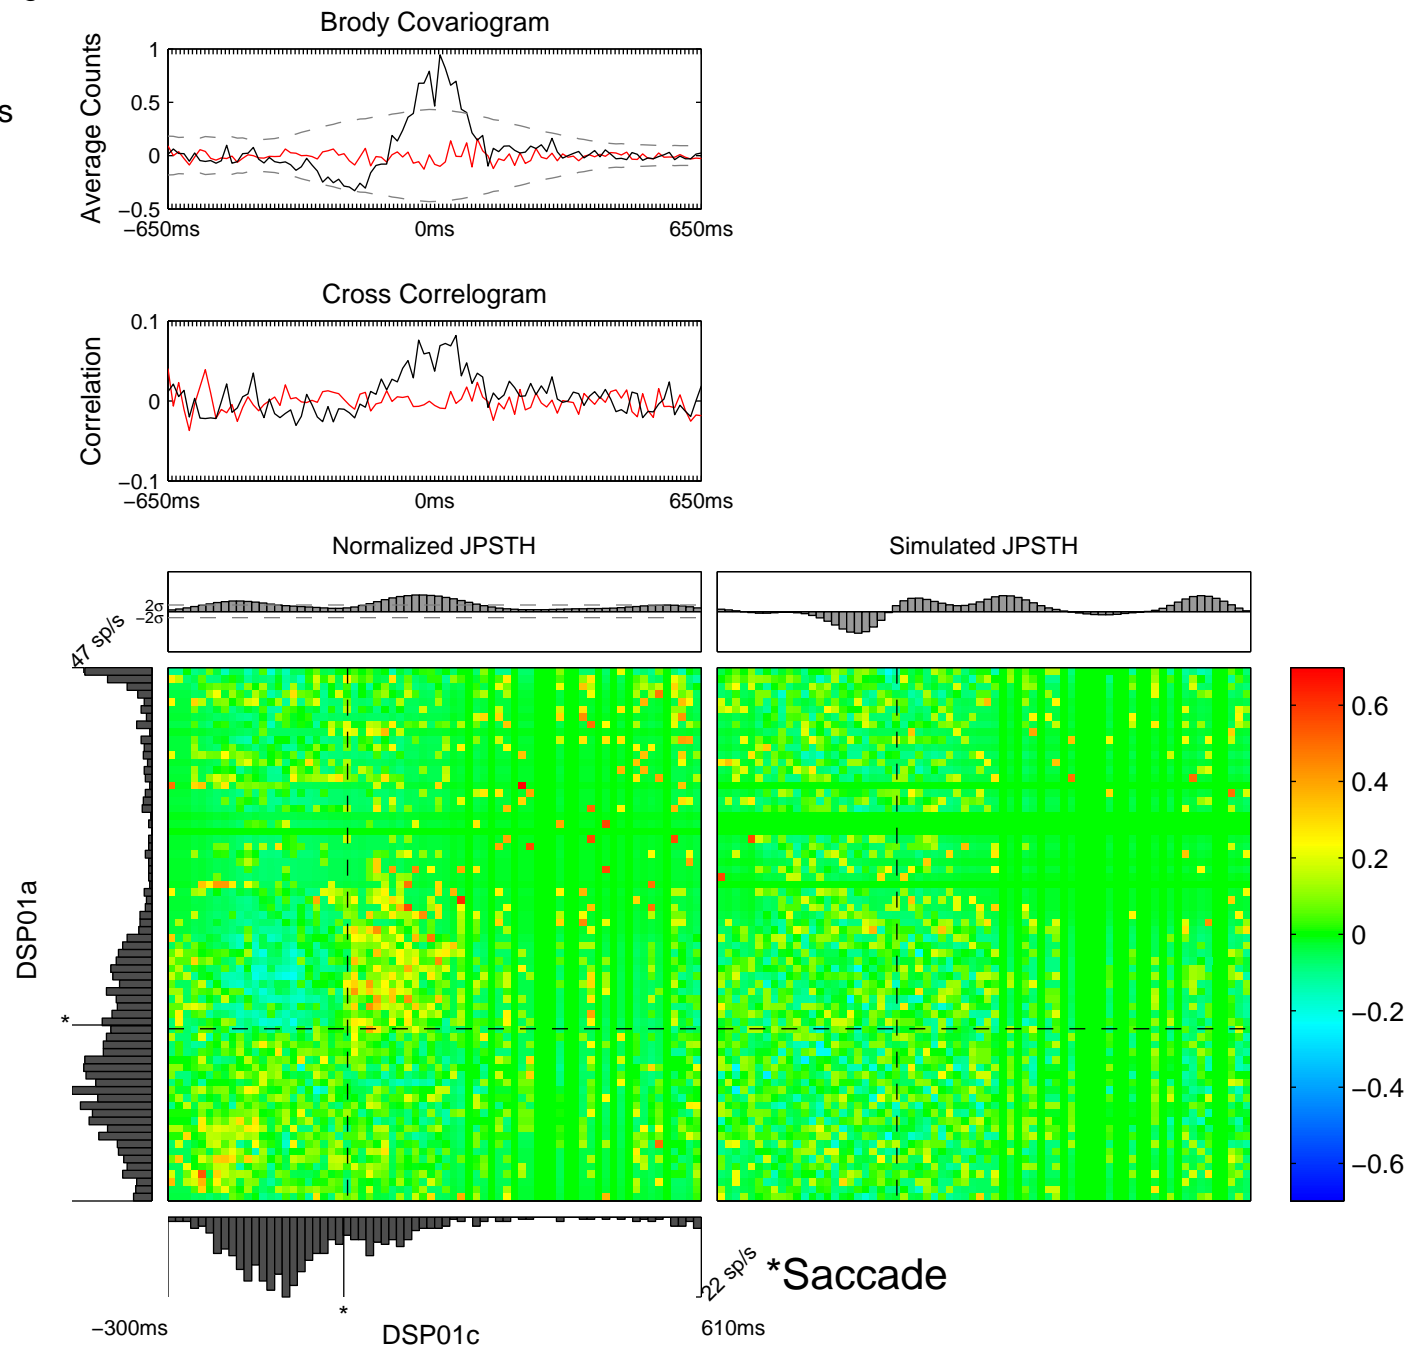 Brody Covariogram
s
Average Counts
1
0.5
0
−0.5
−650ms
0ms
650ms
Cross Correlogram
Correlation
0.1
0
−0.1
−650ms
0ms
650ms
Normalized JPSTH
Simulated JPSTH
2σ
−2σ
47 sp/s
DSP01a
*
0.6
0.4
0.2
0
−0.2
−0.4
−0.6
22 sp/s
*Saccade
*
−300ms
DSP01c
610ms